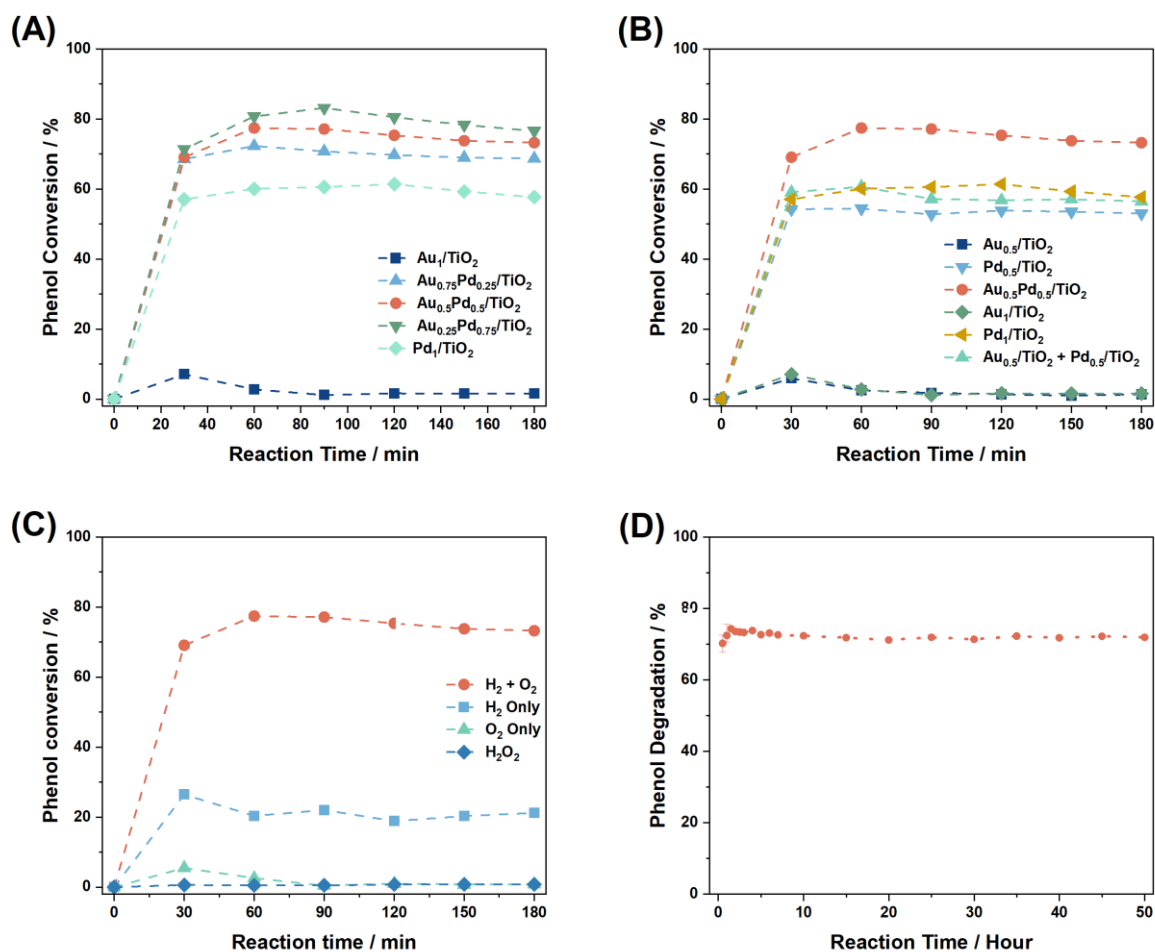 (A)
100
80
60
40
20
0
Phenol Conversion / %
Au₁/TiO₂
Au₀.₇₅Pd₀.₂₅/TiO₂
Au₀.₅Pd₀.₅/TiO₂
Au₀.₂₅Pd₀.₇₅/TiO₂
Pd₁/TiO₂
0 20 40 60 80 100 120 140 160 180
Reaction Time / min
(B)
100
80
60
40
20
0
Phenol Conversion / %
Au₀.₅/TiO₂
Pd₀.₅/TiO₂
Au₀.₅Pd₀.₅/TiO₂
Au₁/TiO₂
Pd₁/TiO₂
Au₀.₅/TiO₂ + Pd₀.₅/TiO₂
0 30 60 90 120 150 180
Reaction Time / min
(C)
100
80
60
40
20
0
Phenol conversion / %
H₂ + O₂
H₂ Only
O₂ Only
H₂O₂
0 30 60 90 120 150 180
Reaction time / min
(D)
100
80
60
40
20
0
Phenol Degradation / %
0 10 20 30 40 50
Reaction Time / Hour